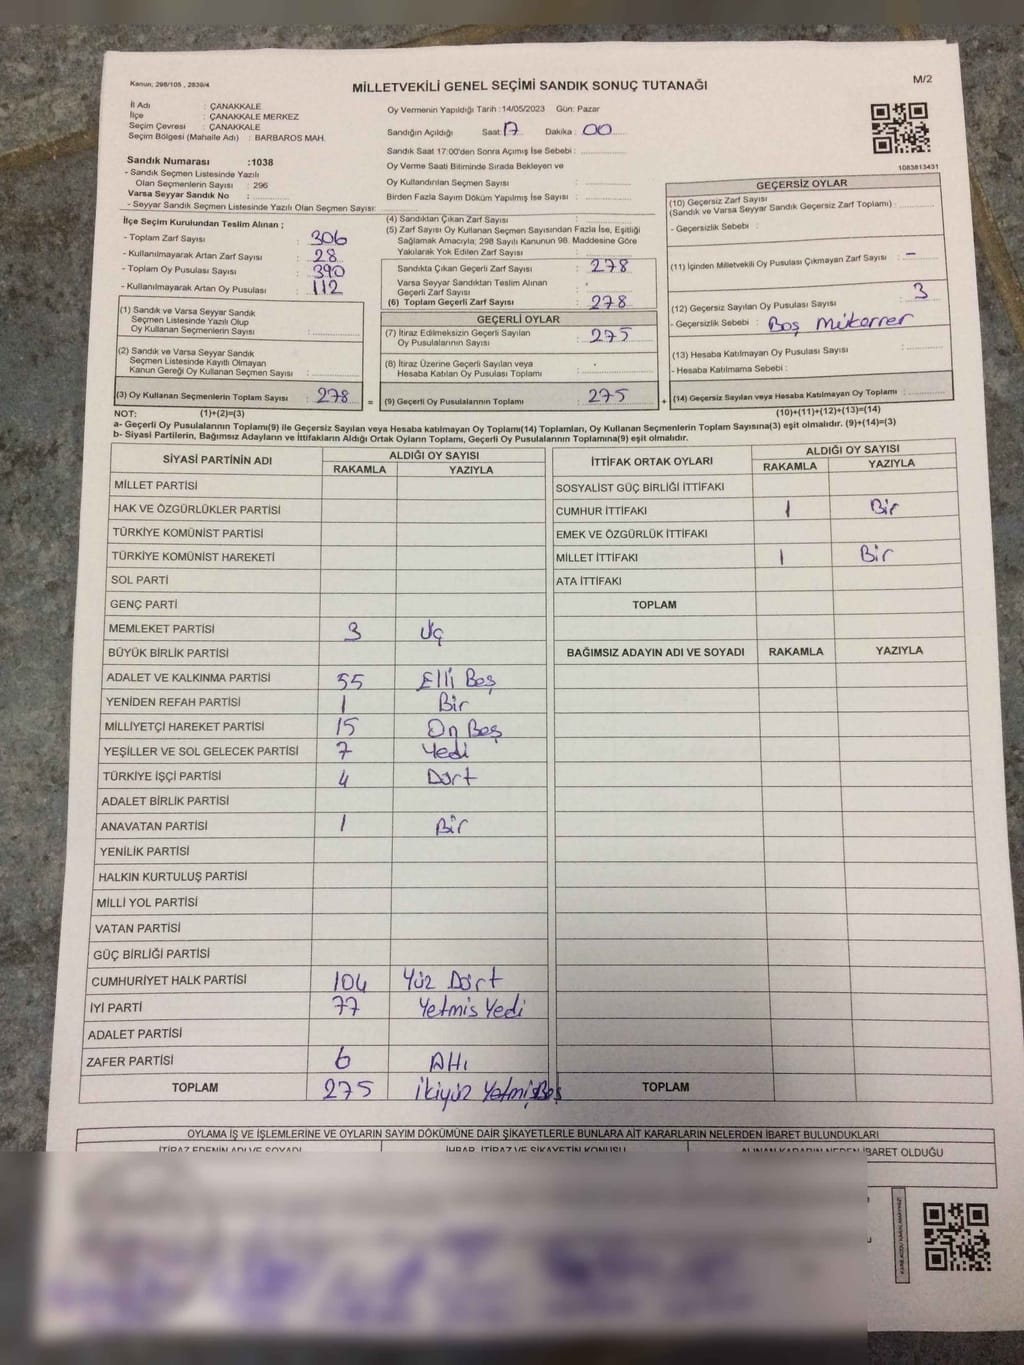 Kanun: 298/105, 2839/4
MİLLETVEKİLİ GENEL SEÇİMİ SANDIK SONUÇ TUTANAĞI
M/2
İl Adı : ÇANAKKALE
İlçe : ÇANAKKALE MERKEZ
Seçim Çevresi : ÇANAKKALE
Seçim Bölgesi (Mahalle Adı) : BARBAROS MAH.
Sandık Numarası :1038
- Sandık Seçmen Listesinde Yazılı
Olan Seçmenlerin Sayısı : 296
Varsa Seyyar Sandık No :
- Seyyar Sandık Seçmen Listesinde Yazılı Olan Seçmen Sayısı:
İlçe Seçim Kurulundan Teslim Alınan ;
- Toplam Zarf Sayısı : 306
- Kullanılmayarak Artan Zarf Sayısı : 28
- Toplam Oy Pusulası Sayısı : 390
- Kullanılmayarak Artan Oy Pusulası : 112
(1) Sandık ve Varsa Seyyar Sandık
Seçmen Listesinde Yazılı Olup
Oy Kullanan Seçmenlerin Sayısı :
(2) Sandık ve Varsa Seyyar Sandık
Seçmen Listesinde Kayıtlı Olmayan
Kanun Gereği Oy Kullanan Seçmen Sayısı :
(3) Oy Kullanan Seçmenlerin Toplam Sayısı : 278 =
Oy Vermenin Yapıldığı Tarih :14/05/2023 Gün: Pazar
Sandığın Açıldığı Saat: 17 Dakika : 00
Sandık Saat 17:00'den Sonra Açımış İse Sebebi :
Oy Verme Saati Bitiminde Sırada Bekleyen ve
Oy Kullandırılan Seçmen Sayısı :
Birden Fazla Sayım Döküm Yapılmış İse Sayısı :
(4) Sandıktan Çıkan Zarf Sayısı :
(5) Zarf Sayısı Oy Kullanan Seçmen Sayısından Fazla İse, Eşitliği
Sağlamak Amacıyla; 298 Sayılı Kanunun 98. Maddesine Göre
Yakılarak Yok Edilen Zarf Sayısı :
Sandıkta Çıkan Geçerli Zarf Sayısı : 278
Varsa Seyyar Sandıktan Teslim Alınan
Geçerli Zarf Sayısı :
(6) Toplam Geçerli Zarf Sayısı : 278
GEÇERLİ OYLAR
(7) İtiraz Edilmeksizin Geçerli Sayılan
Oy Pusulalarının Sayısı : 275
(8) İtiraz Üzerine Geçerli Sayılan veya
Hesaba Katılan Oy Pusulası Toplamı :
(9) Geçerli Oy Pusulalarının Toplamı : 275 +
1083813431
GEÇERSİZ OYLAR
(10) Geçersiz Zarf Sayısı
(Sandık ve Varsa Seyyar Sandık Geçersiz Zarf Toplamı) :
- Geçersizlik Sebebi :
(11) İçinden Milletvekili Oy Pusulası Çıkmayan Zarf Sayısı : -
(12) Geçersiz Sayılan Oy Pusulası Sayısı : 3
- Geçersizlik Sebebi : Boş Mükerrer
(13) Hesaba Katılmayan Oy Pusulası Sayısı :
- Hesaba Katılmama Sebebi :
(14) Geçersiz Sayılan veya Hesaba Katılmayan Oy Toplamı :
NOT: (1)+(2)=(3) (10)+(11)+(12)+(13)=(14)
a- Geçerli Oy Pusulalarının Toplamı(9) ile Geçersiz Sayılan veya Hesaba katılmayan Oy Toplamı(14) Toplamları, Oy Kullanan Seçmenlerin Toplam Sayısına(3) eşit olmalıdır. (9)+(14)=(3)
b- Siyasi Partilerin, Bağımsız Adayların ve İttifakların Aldığı Ortak Oyların Toplamı, Geçerli Oy Pusulalarının Toplamına(9) eşit olmalıdır.
SİYASİ PARTİNİN ADI ALDIĞI OY SAYISI
RAKAMLA YAZIYLA
MİLLET PARTİSİ
HAK VE ÖZGÜRLÜKLER PARTİSİ
TÜRKİYE KOMÜNİST PARTİSİ
TÜRKİYE KOMÜNİST HAREKETİ
SOL PARTİ
GENÇ PARTİ
MEMLEKET PARTİSİ 3 Üç
BÜYÜK BİRLİK PARTİSİ
ADALET VE KALKINMA PARTİSİ 55 Elli Beş
YENİDEN REFAH PARTİSİ 1 Bir
MİLLİYETÇİ HAREKET PARTİSİ 15 On Beş
YEŞİLLER VE SOL GELECEK PARTİSİ 7 Yedi
TÜRKİYE İŞÇİ PARTİSİ 4 Dört
ADALET BİRLİK PARTİSİ
ANAVATAN PARTİSİ 1 Bir
YENİLİK PARTİSİ
HALKIN KURTULUŞ PARTİSİ
MİLLİ YOL PARTİSİ
VATAN PARTİSİ
GÜÇ BİRLİĞİ PARTİSİ
CUMHURİYET HALK PARTİSİ 104 Yüz Dört
İYİ PARTİ 77 Yetmis Yedi
ADALET PARTİSİ
ZAFER PARTİSİ 6 Altı
TOPLAM 275 İkiyüz Yetmiş Beş
İTTİFAK ORTAK OYLARI ALDIĞI OY SAYISI
RAKAMLA YAZIYLA
SOSYALİST GÜÇ BİRLİĞİ İTTİFAKI
CUMHUR İTTİFAKI 1 Bir
EMEK VE ÖZGÜRLÜK İTTİFAKI
MİLLET İTTİFAKI 1 Bir
ATA İTTİFAKI
TOPLAM
BAĞIMSIZ ADAYIN ADI VE SOYADI RAKAMLA YAZIYLA
TOPLAM
OYLAMA İŞ VE İŞLEMLERİNE VE OYLARIN SAYIM DÖKÜMÜNE DAİR ŞİKAYETLERLE BUNLARA AİT KARARLARIN NELERDEN İBARET BULUNDUKLARI
İTİRAZ EDENİN ADI VE SOYADI İHBAR, İTİRAZ VE ŞİKAYETİN KONUSU ALINAN KARARIN NEDEN İBARET OLDUĞU